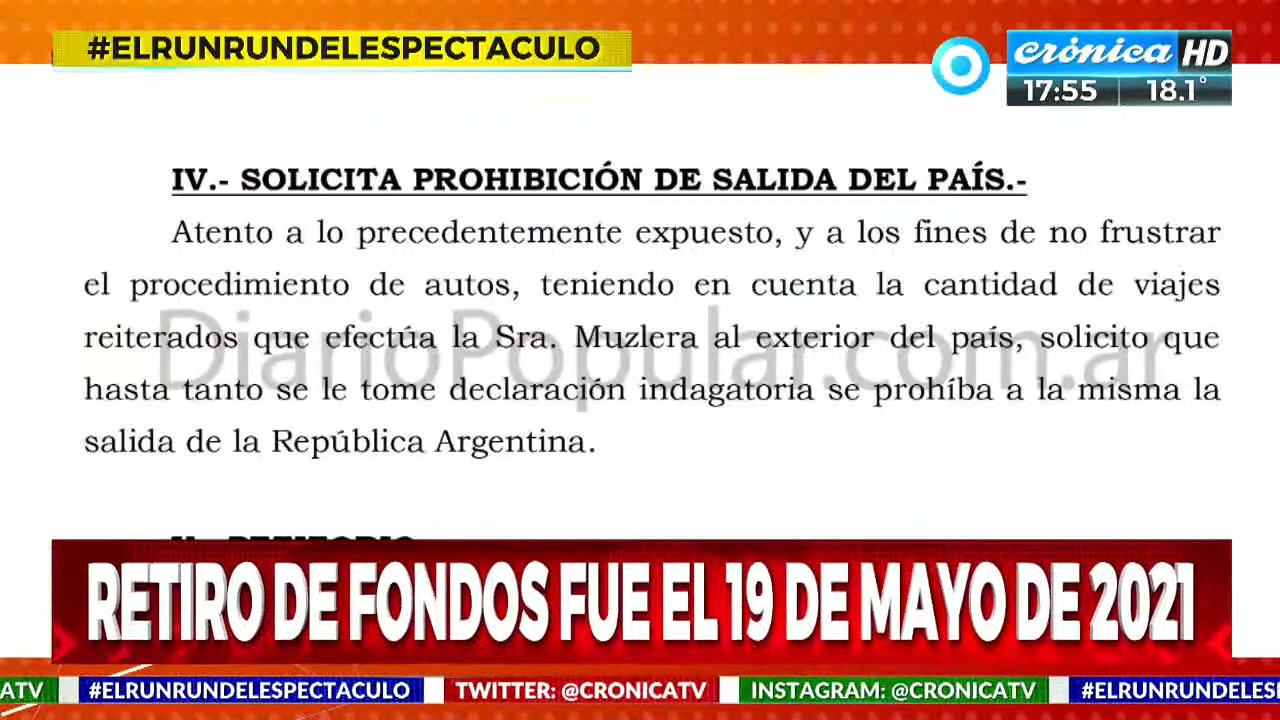 #ELRUNRUNDELESPECTACULO
crónica HD
17:55 18.1°
IV.- SOLICITA PROHIBICIÓN DE SALIDA DEL PAÍS.-
Atento a lo precedentemente expuesto, y a los fines de no frustrar
el procedimiento de autos, teniendo en cuenta la cantidad de viajes
reiterados que efectúa la Sra. Muzlera al exterior del país, solicito que
DiarioPopular.com.ar
hasta tanto se le tome declaración indagatoria se prohíba a la misma la
salida de la República Argentina.
RETIRO DE FONDOS FUE EL 19 DE MAYO DE 2021
CATV #ELRUNRUNDELESPECTACULO TWITTER: @CRONICATV INSTAGRAM: @CRONICATV #ELRUNRUNDELESP